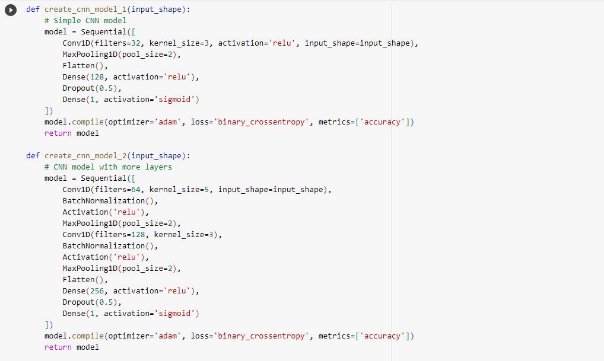 def create_cnn_model_1(input_shape):
    # Simple CNN model
    model = Sequential([
        Conv1D(filters=32, kernel_size=3, activation='relu', input_shape=input_shape),
        MaxPooling1D(pool_size=2),
        Flatten(),
        Dense(128, activation='relu'),
        Dropout(0.5),
        Dense(1, activation='sigmoid')
    ])
    model.compile(optimizer='adam', loss='binary_crossentropy', metrics=['accuracy'])
    return model

def create_cnn_model_2(input_shape):
    # CNN model with more layers
    model = Sequential([
        Conv1D(filters=64, kernel_size=5, input_shape=input_shape),
        BatchNormalization(),
        Activation('relu'),
        MaxPooling1D(pool_size=2),
        Conv1D(filters=128, kernel_size=3),
        BatchNormalization(),
        Activation('relu'),
        MaxPooling1D(pool_size=2),
        Flatten(),
        Dense(256, activation='relu'),
        Dropout(0.5),
        Dense(1, activation='sigmoid')
    ])
    model.compile(optimizer='adam', loss='binary_crossentropy', metrics=['accuracy'])
    return model